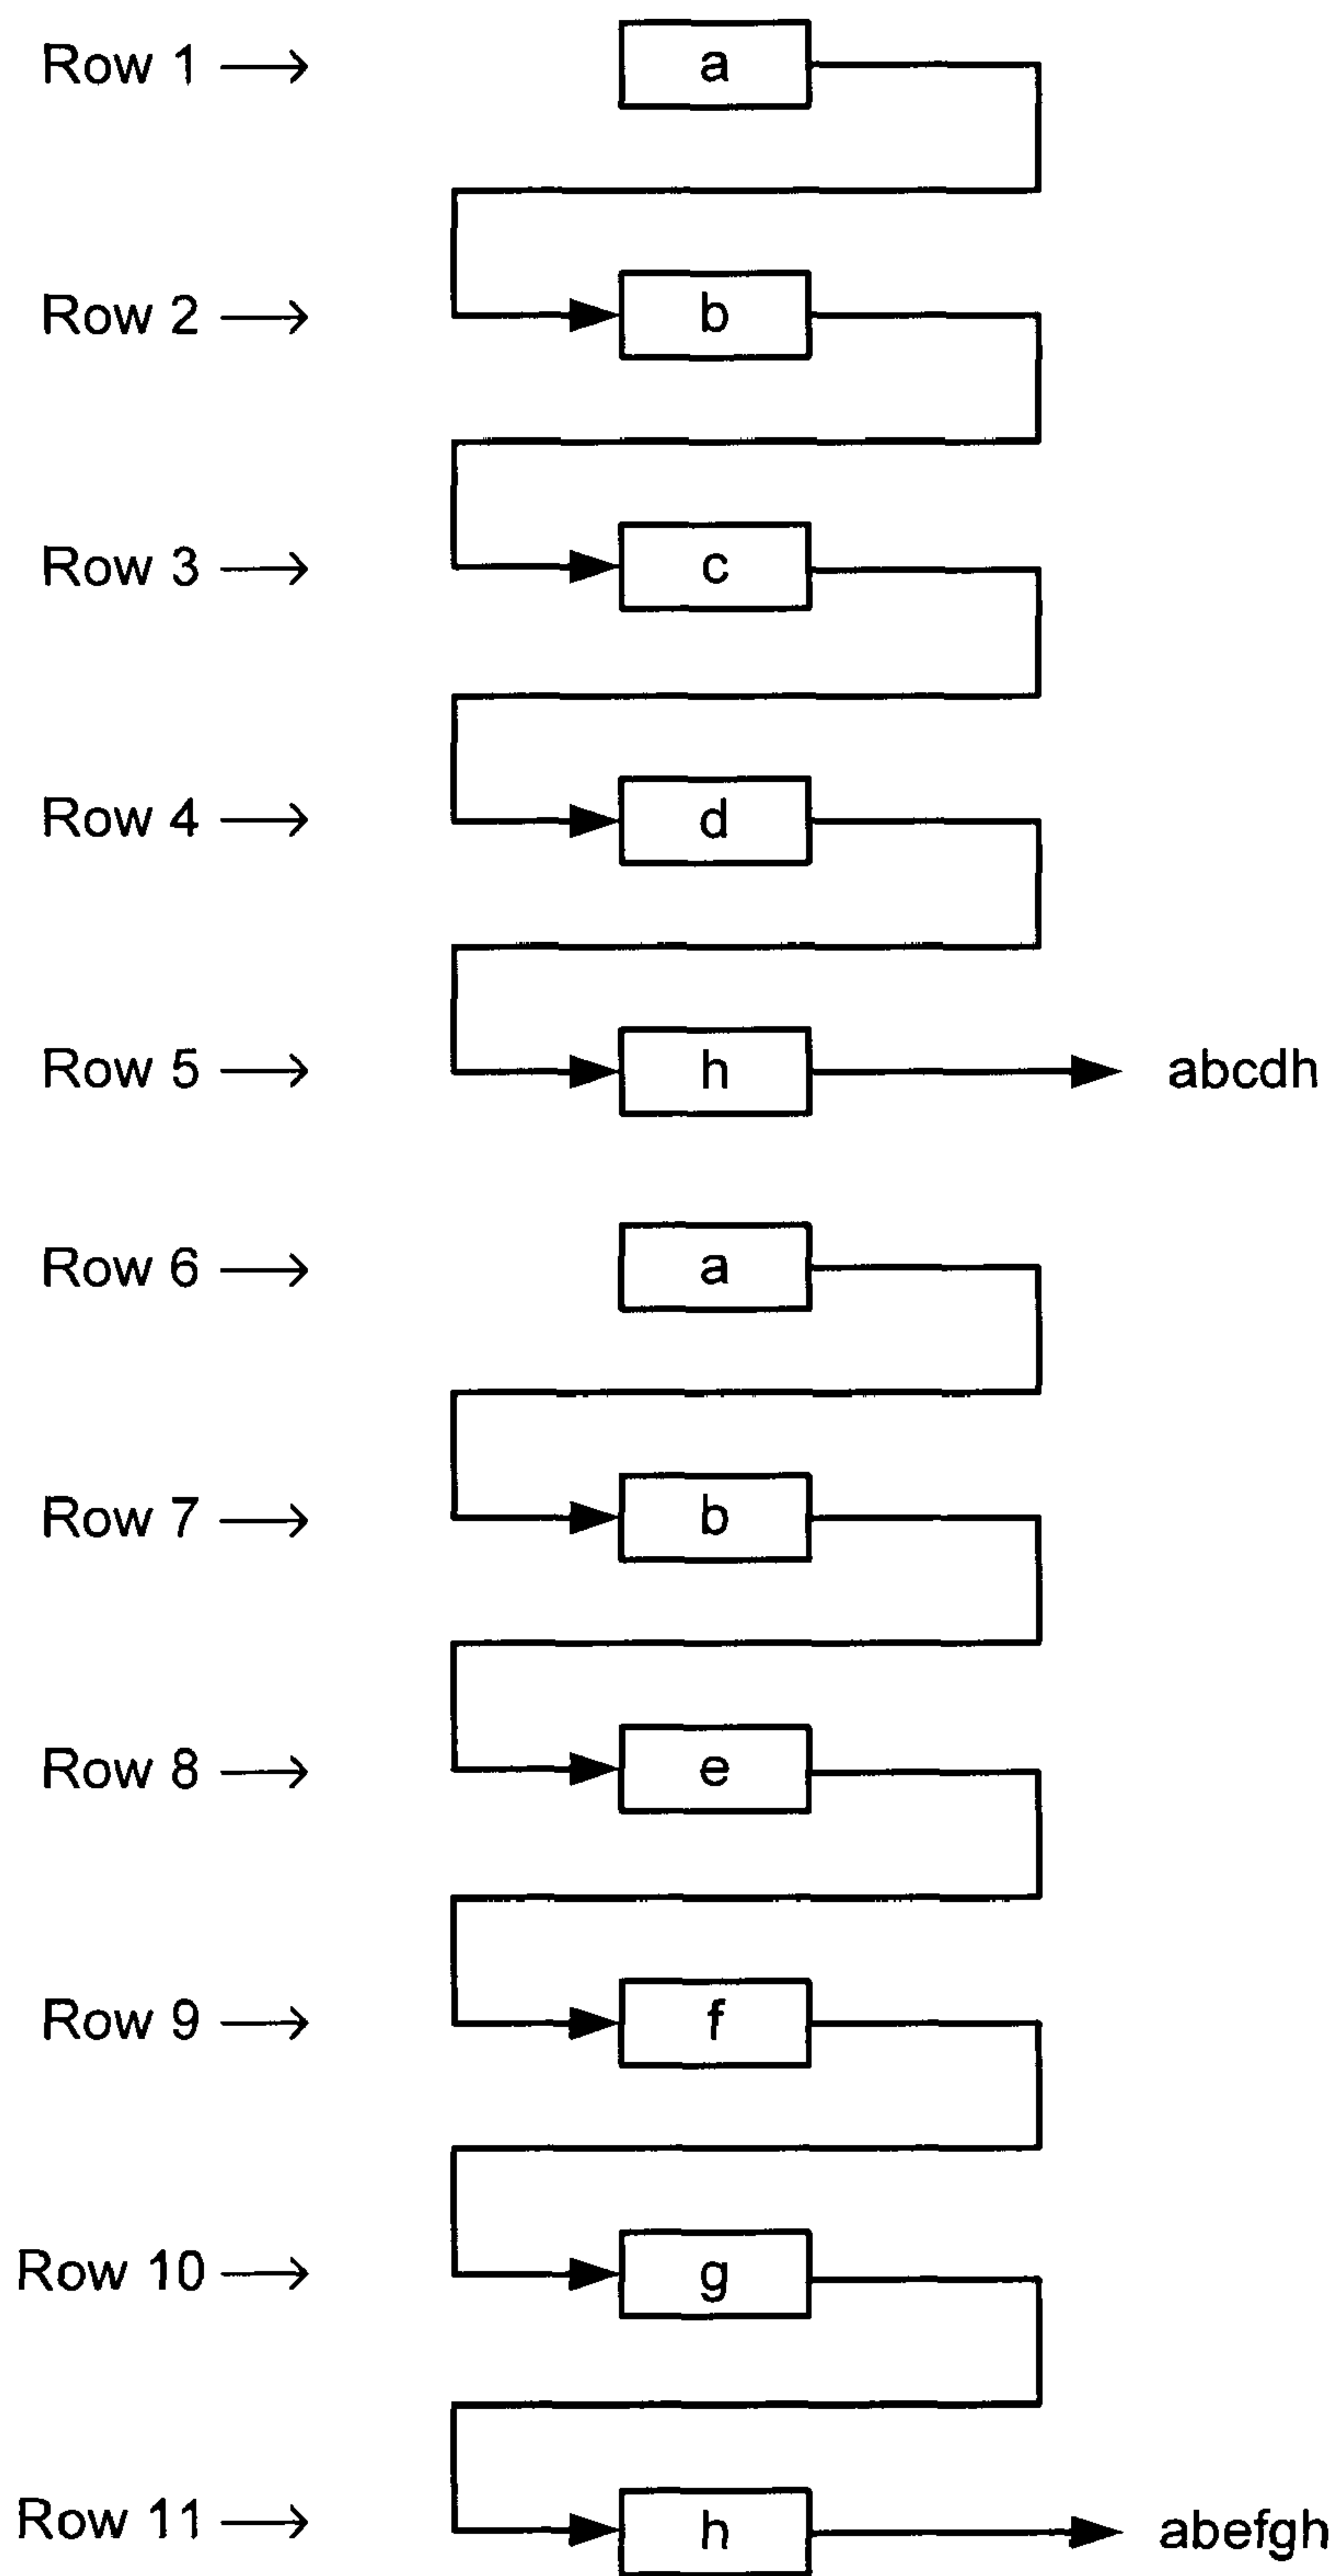 Row 1 → a
Row 2 → b
Row 3 → c
Row 4 → d
Row 5 → h abcdh
Row 6 → a
Row 7 → b
Row 8 → e
Row 9 → f
Row 10 → g
Row 11 → h abefgh